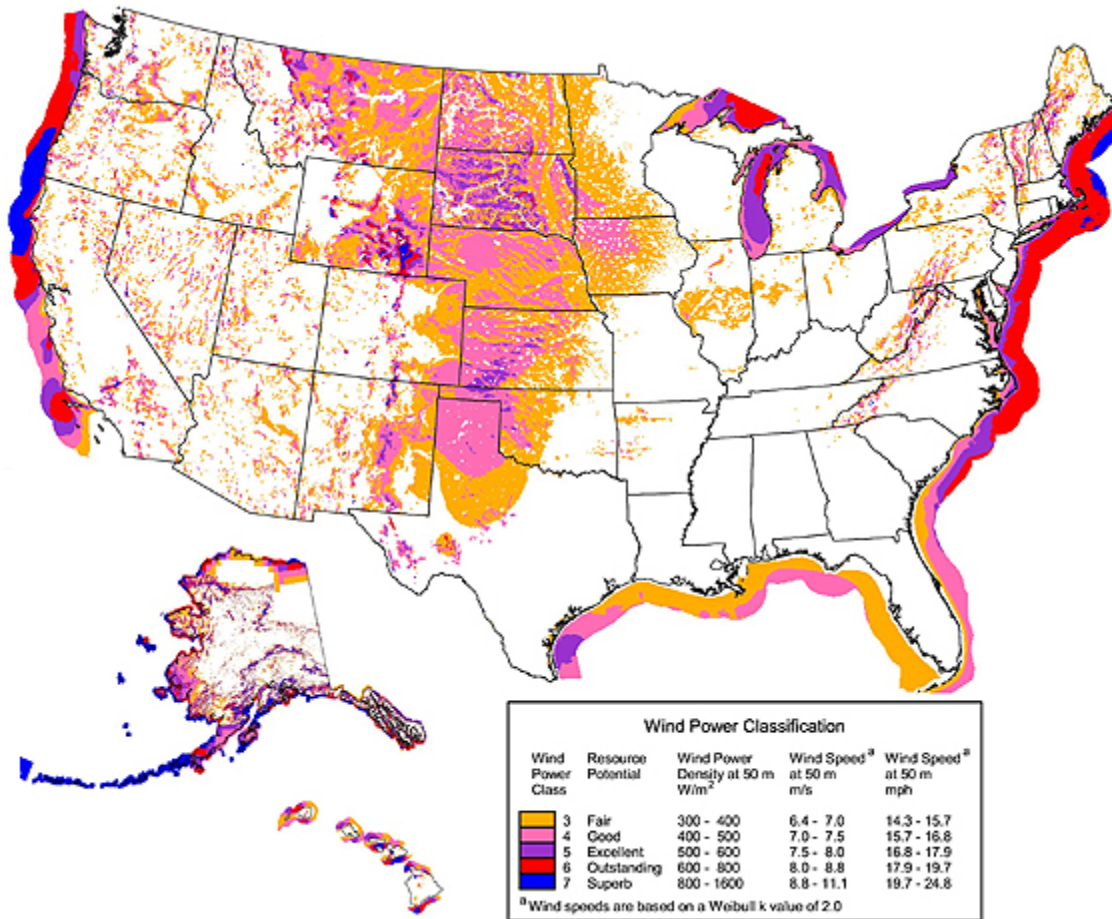 Wind Power Classification
Wind Resource Wind Power Wind Speed a Wind Speed a
Power Potential Density at 50 m at 50 m at 50 m
Class W/m2 m/s mph
3 Fair 300 - 400 6.4 - 7.0 14.3 - 15.7
4 Good 400 - 500 7.0 - 7.5 15.7 - 16.8
5 Excellent 500 - 600 7.5 - 8.0 16.8 - 17.9
6 Outstanding 600 - 800 8.0 - 8.8 17.9 - 19.7
7 Superb 800 - 1600 8.8 - 11.1 19.7 - 24.8
a Wind speeds are based on a Weibull k value of 2.0